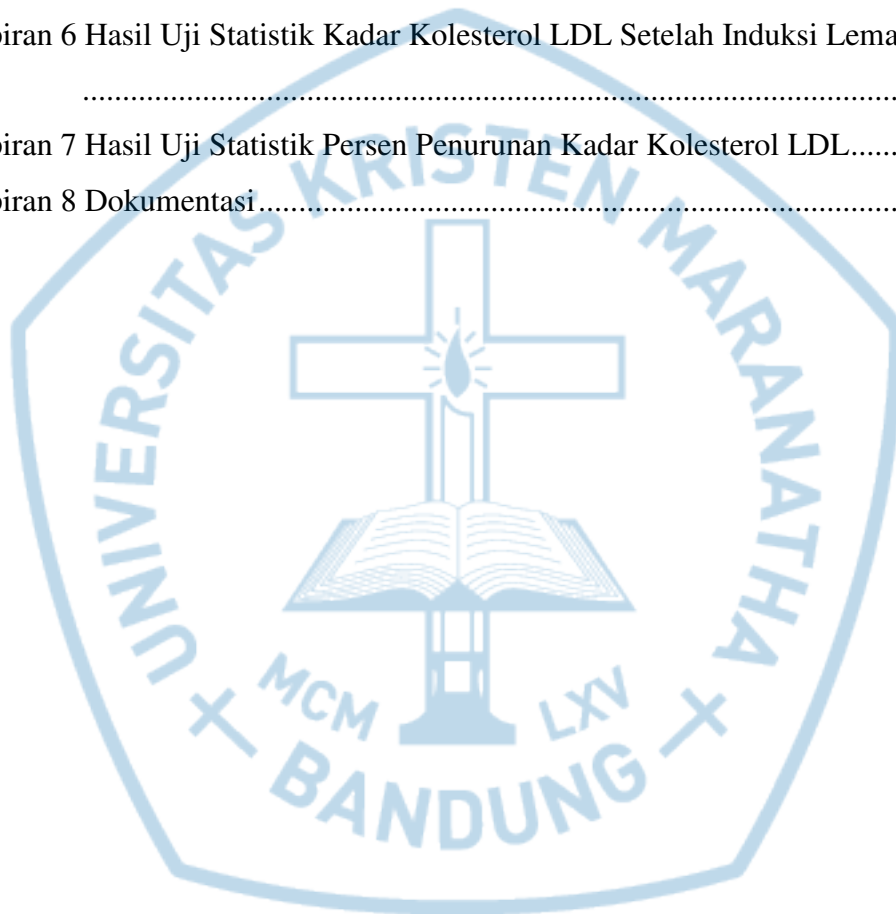 piran 6 Hasil Uji Statistik Kadar Kolesterol LDL Setelah Induksi Lema
......................................................................................................
piran 7 Hasil Uji Statistik Persen Penurunan Kadar Kolesterol LDL......
piran 8 Dokumentasi................................................................................
UNIVERSITAS KRISTEN MARANATHA
MCM LXV
BANDUNG